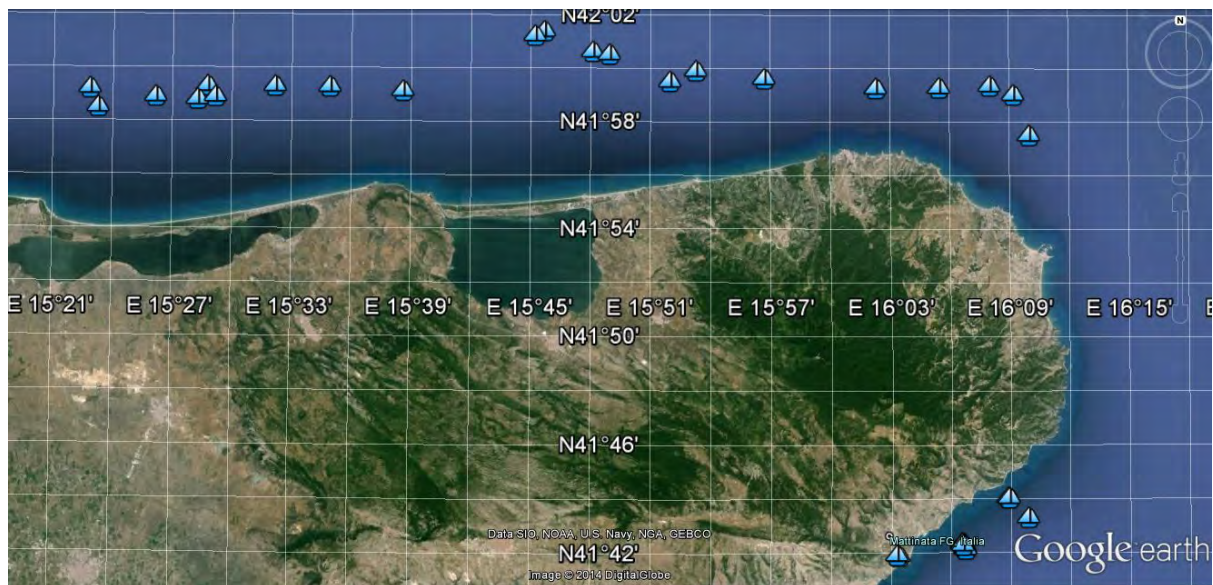 N
N42°02'
N41°58'
N41°54'
E 15°21' E 15°27' E 15°33' E 15°39' E 15°45' E 15°51' E 15°57' E 16°03' E 16°09' E 16°15'
N41°50'
N41°46'
Data SIO, NOAA, U.S. Navy, NGA, GEBCO
Mattinata FG, Italia
Google earth
N41°42'
Image © 2014 DigitalGlobe